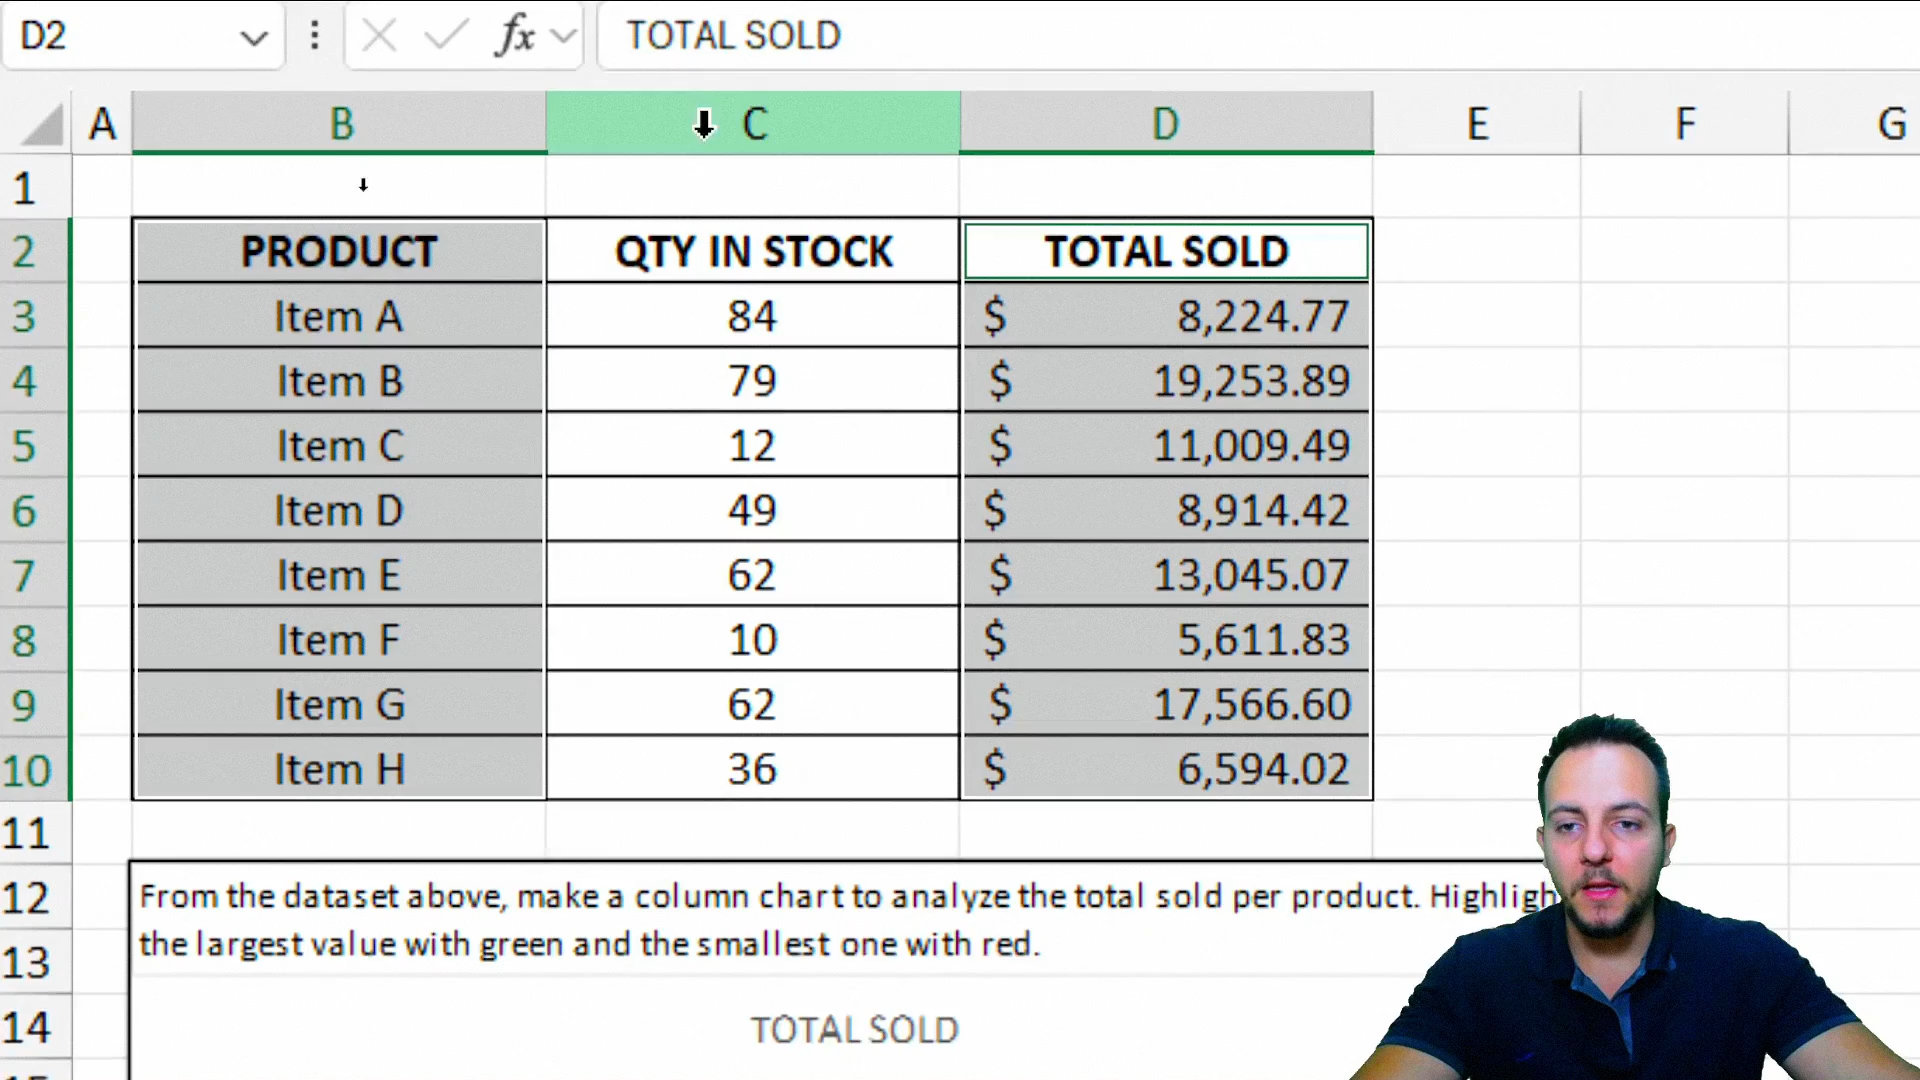 D2 fx TOTAL SOLD
A B C D E F G
1
2 PRODUCT QTY IN STOCK TOTAL SOLD
3 Item A 84 $ 8,224.77
4 Item B 79 $ 19,253.89
5 Item C 12 $ 11,009.49
6 Item D 49 $ 8,914.42
7 Item E 62 $ 13,045.07
8 Item F 10 $ 5,611.83
9 Item G 62 $ 17,566.60
10 Item H 36 $ 6,594.02
11
12 From the dataset above, make a column chart to analyze the total sold per product. Highligh
13 the largest value with green and the smallest one with red.
14 TOTAL SOLD